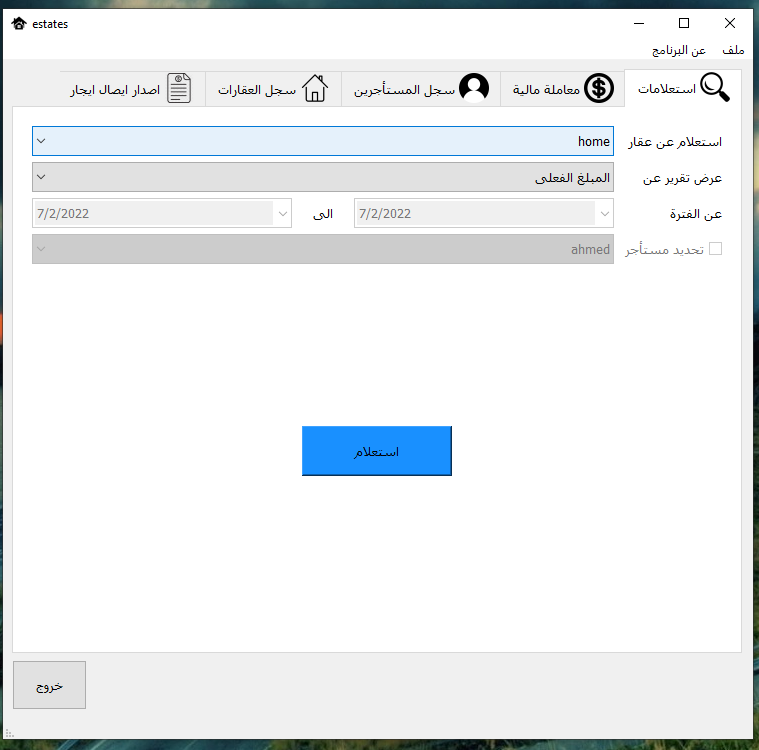 estates
ملف
عن البرنامج
استعلامات
معاملة مالية
سجل المستأجرين
سجل العقارات
اصدار ايصال ايجار
استعلام عن عقار
home
عرض تقرير عن
المبلغ الفعلى
عن الفترة
7/2/2022
الى
7/2/2022
تحديد مستأجر
ahmed
استعلام
خروج